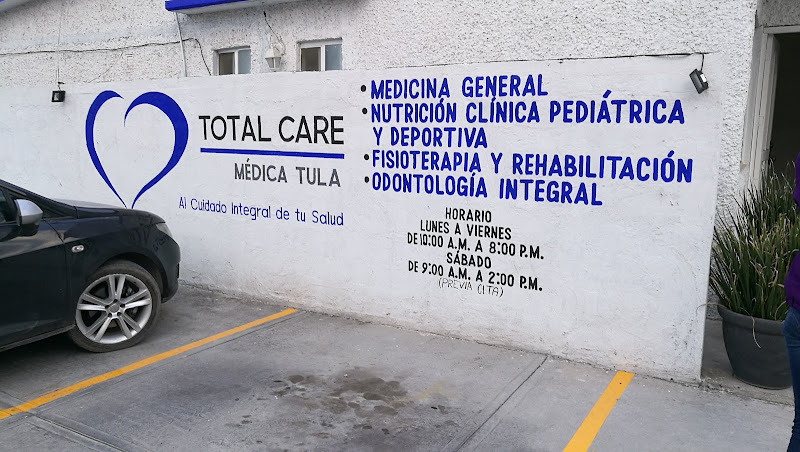 TOTAL CARE
MÉDICA TULA
Al Cuidado Integral de tu Salud
• MEDICINA GENERAL
• NUTRICIÓN CLÍNICA PEDIÁTRICA
Y DEPORTIVA
• FISIOTERAPIA Y REHABILITACIÓN
• ODONTOLOGÍA INTEGRAL
HORARIO
LUNES A VIERNES
DE 10:00 A.M. A 8:00 P.M.
SÁBADO
DE 9:00 A.M. A 2:00 P.M.
(PREVIA CITA)